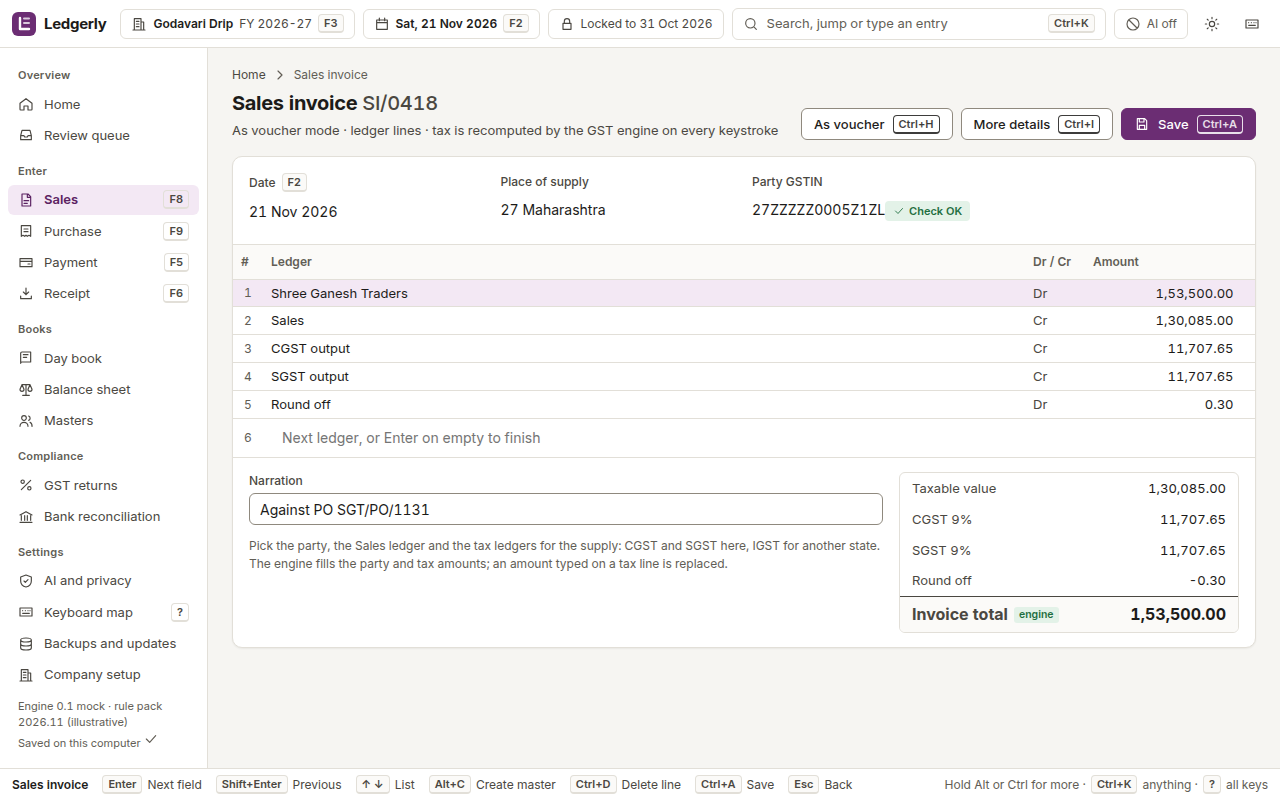 Ledgerly
Godavari Drip FY 2026-27 F3
Sat, 21 Nov 2026 F2
Locked to 31 Oct 2026
Search, jump or type an entry Ctrl+K
AI off
Overview
Home
Review queue
Enter
Sales F8
Purchase F9
Payment F5
Receipt F6
Books
Day book
Balance sheet
Masters
Compliance
GST returns
Bank reconciliation
Settings
AI and privacy
Keyboard map ?
Backups and updates
Company setup
Engine 0.1 mock · rule pack
2026.11 (illustrative)
Saved on this computer
Home > Sales invoice
Sales invoice SI/0418
As voucher mode · ledger lines · tax is recomputed by the GST engine on every keystroke
As voucher Ctrl+H
More details Ctrl+I
Save Ctrl+A
Date F2
21 Nov 2026
Place of supply
27 Maharashtra
Party GSTIN
27ZZZZZ0005Z1ZL Check OK
# Ledger Dr / Cr Amount
1 Shree Ganesh Traders Dr 1,53,500.00
2 Sales Cr 1,30,085.00
3 CGST output Cr 11,707.65
4 SGST output Cr 11,707.65
5 Round off Dr 0.30
6 Next ledger, or Enter on empty to finish
Narration
Against PO SGT/PO/1131
Pick the party, the Sales ledger and the tax ledgers for the supply: CGST and SGST here, IGST for another state.
The engine fills the party and tax amounts; an amount typed on a tax line is replaced.
Taxable value 1,30,085.00
CGST 9% 11,707.65
SGST 9% 11,707.65
Round off -0.30
Invoice total engine 1,53,500.00
Sales invoice Enter Next field Shift+Enter Previous ↑↓ List Alt+C Create master Ctrl+D Delete line Ctrl+A Save Esc Back Hold Alt or Ctrl for more · Ctrl+K anything · ? all keys